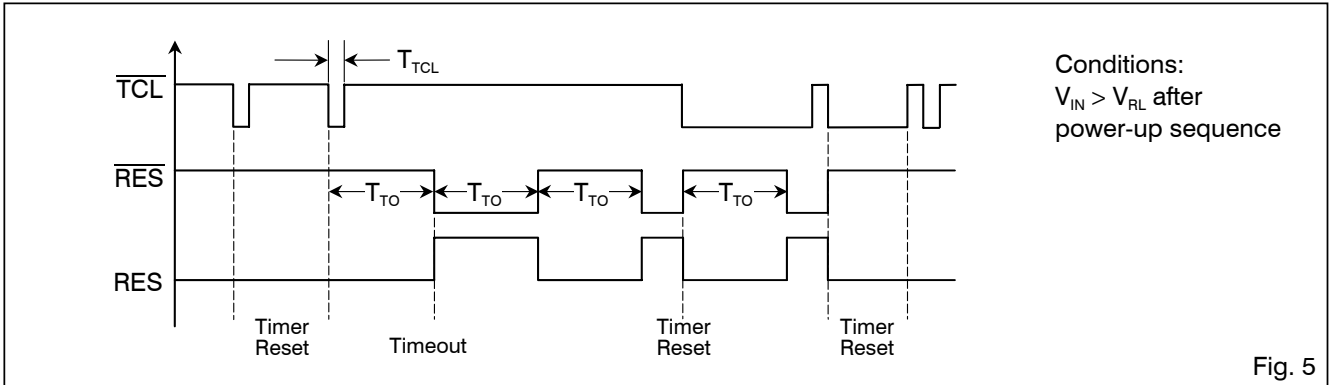 T_TCL
TCL
Conditions:
V_IN > V_RL after
power-up sequence
RES
T_TO T_TO T_TO T_TO
RES
Timer
Reset
Timeout
Timer
Reset
Timer
Reset
Fig. 5